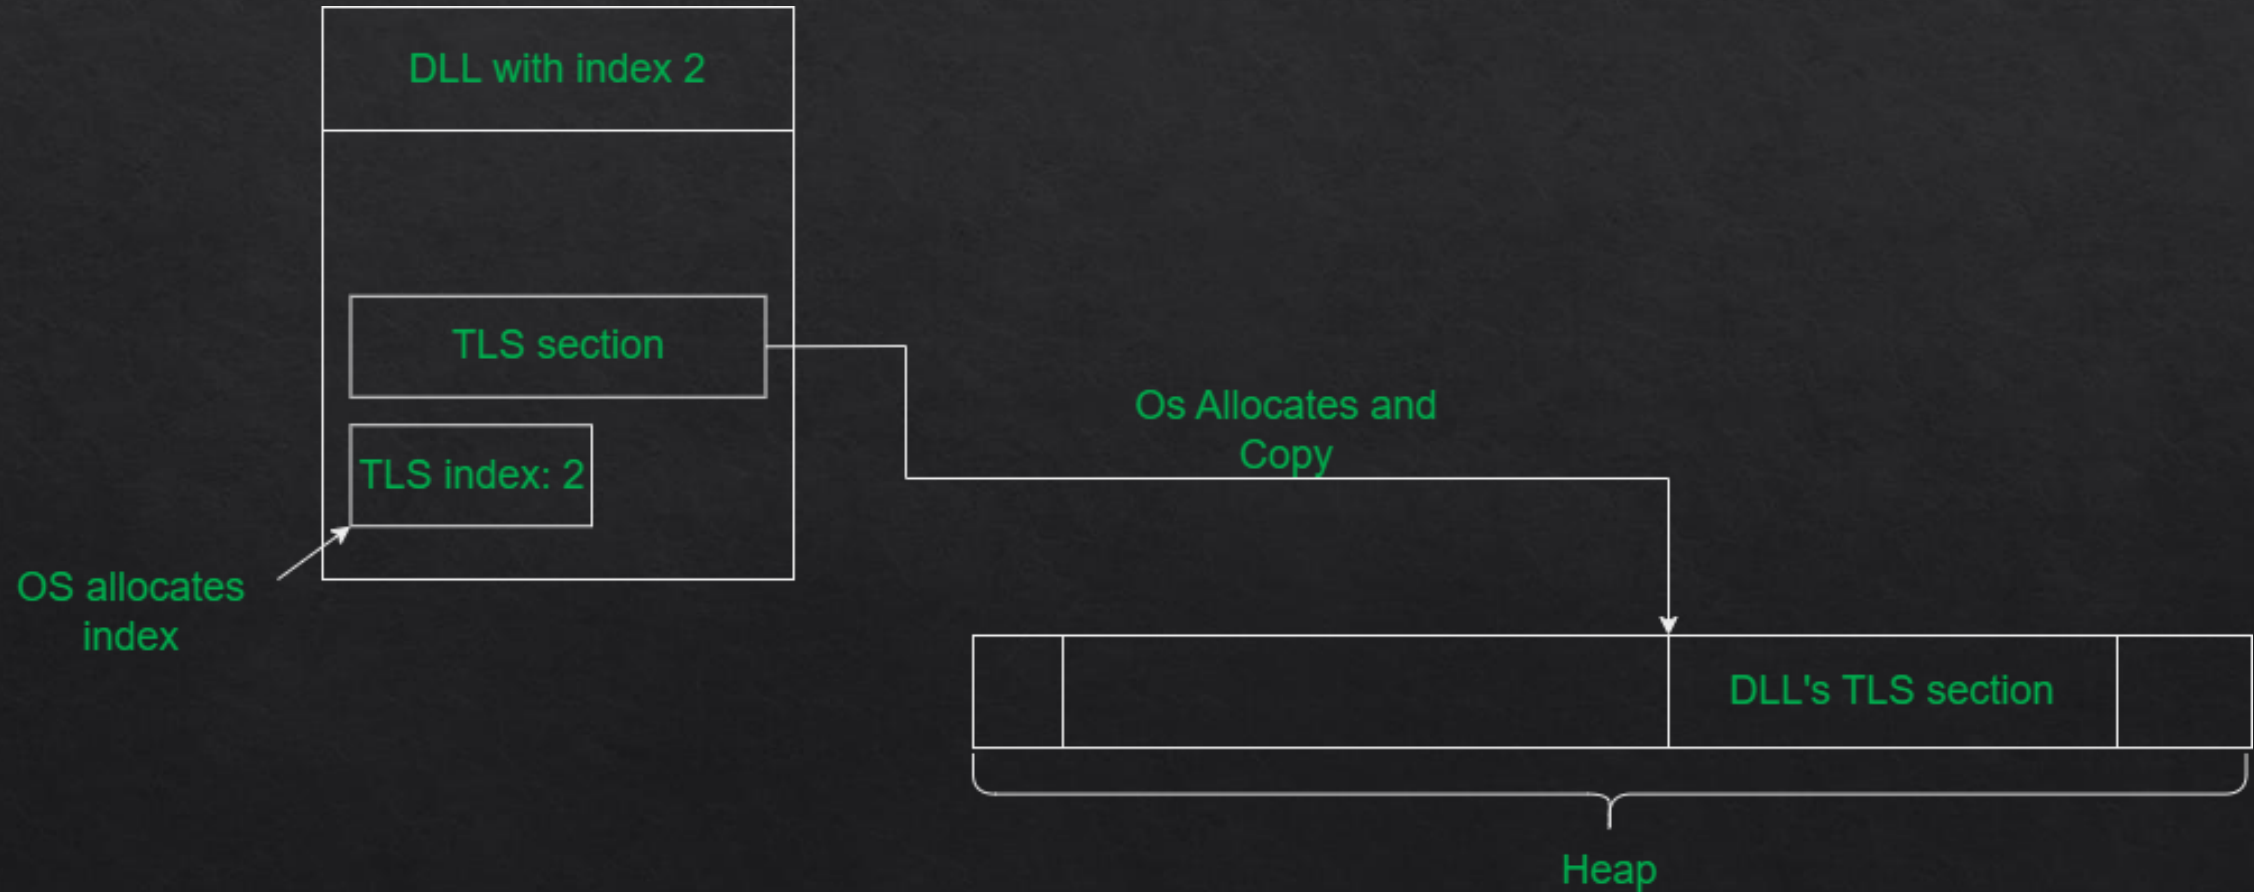 DLL with index 2
TLS section
TLS index: 2
OS allocates
index
Os Allocates and
Copy
DLL's TLS section
Heap